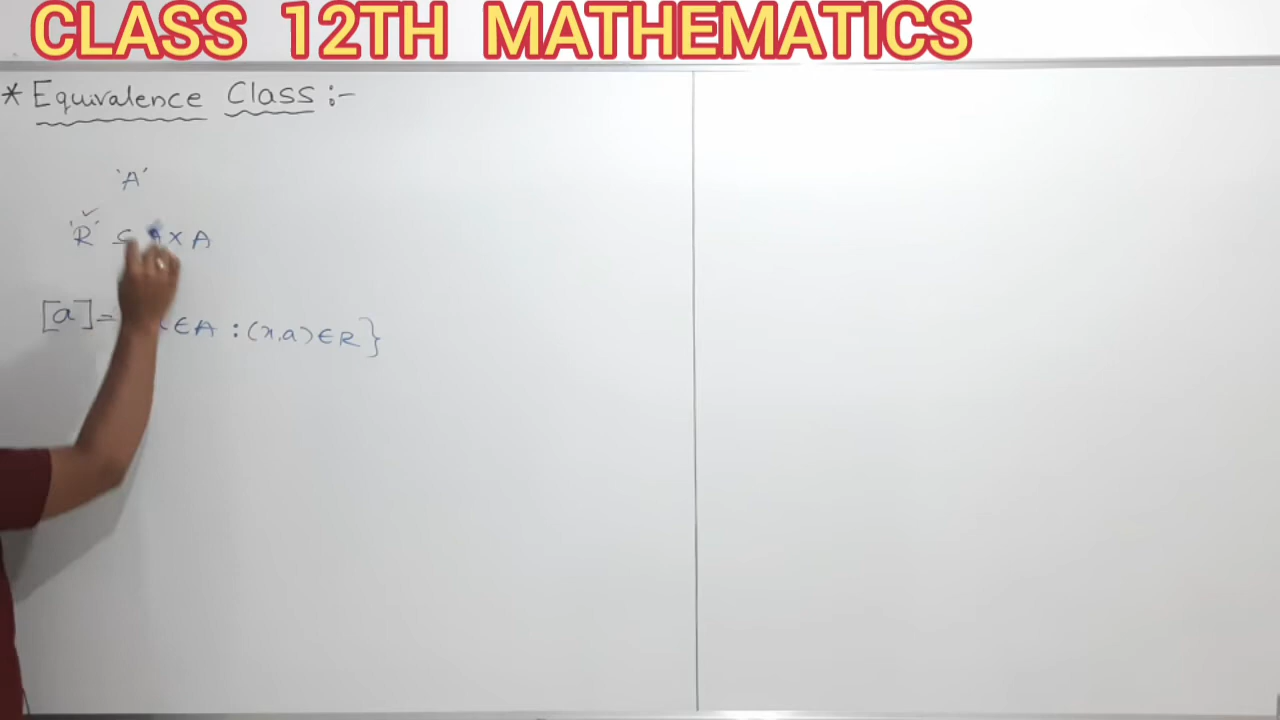 CLASS 12TH MATHEMATICS
* Equivalence Class :-
'A'
'R' ⊆ A × A
[a] = ∈ A : (x, a) ∈ R }